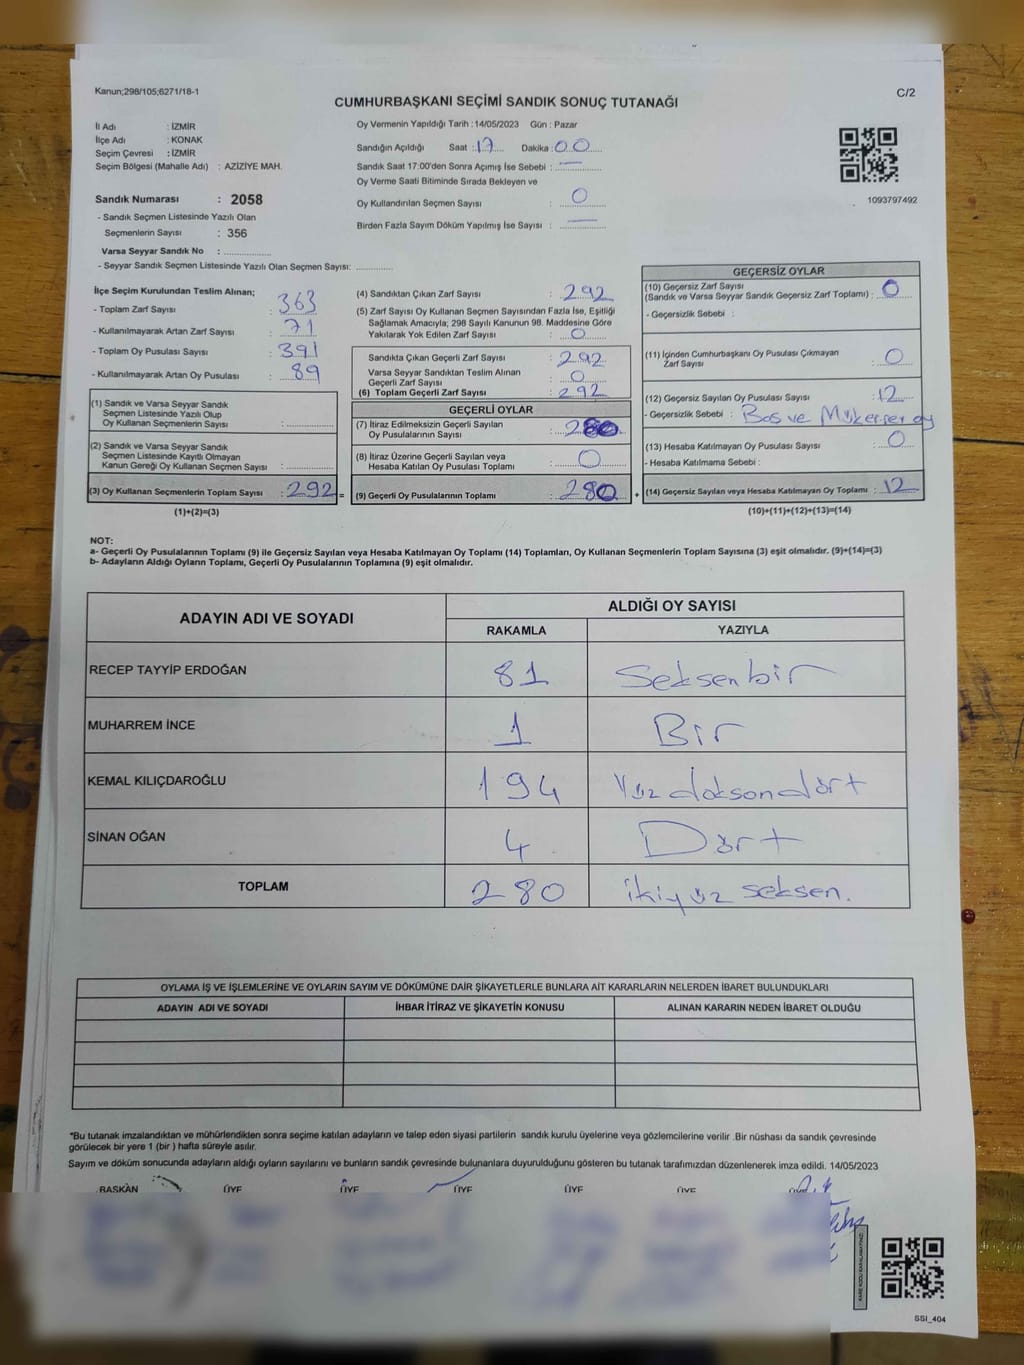 Kanun;298/105;6271/18-1
C/2
CUMHURBAŞKANI SEÇİMİ SANDIK SONUÇ TUTANAĞI
İl Adı : İZMİR
İlçe Adı : KONAK
Seçim Çevresi : İZMİR
Seçim Bölgesi (Mahalle Adı) : AZİZİYE MAH.
Oy Vermenin Yapıldığı Tarih :14/05/2023 Gün : Pazar
Sandığın Açıldığı Saat :17 Dakika :00
Sandık Saat 17:00'den Sonra Açımış İse Sebebi : —
Oy Verme Saati Bitiminde Sırada Bekleyen ve
Oy Kullandırılan Seçmen Sayısı : 0
Birden Fazla Sayım Döküm Yapılmış İse Sayısı : —
1093797492
Sandık Numarası : 2058
- Sandık Seçmen Listesinde Yazılı Olan
Seçmenlerin Sayısı : 356
Varsa Seyyar Sandık No : ..............
- Seyyar Sandık Seçmen Listesinde Yazılı Olan Seçmen Sayısı: ............
İlçe Seçim Kurulundan Teslim Alınan;
- Toplam Zarf Sayısı : 363
- Kullanılmayarak Artan Zarf Sayısı : 71
- Toplam Oy Pusulası Sayısı : 391
- Kullanılmayarak Artan Oy Pusulası : 89
(1) Sandık ve Varsa Seyyar Sandık
Seçmen Listesinde Yazılı Olup
Oy Kullanan Seçmenlerin Sayısı : ..............
(2) Sandık ve Varsa Seyyar Sandık
Seçmen Listesinde Kayıtlı Olmayan
Kanun Gereği Oy Kullanan Seçmen Sayısı : ..............
(3) Oy Kullanan Seçmenlerin Toplam Sayısı : 292 =
(1)+(2)=(3)
(4) Sandıktan Çıkan Zarf Sayısı : 292
(5) Zarf Sayısı Oy Kullanan Seçmen Sayısından Fazla İse, Eşitliği
Sağlamak Amacıyla; 298 Sayılı Kanunun 98. Maddesine Göre
Yakılarak Yok Edilen Zarf Sayısı : 0
Sandıkta Çıkan Geçerli Zarf Sayısı : 292
Varsa Seyyar Sandıktan Teslim Alınan
Geçerli Zarf Sayısı : 0
(6) Toplam Geçerli Zarf Sayısı : 292
GEÇERLİ OYLAR
(7) İtiraz Edilmeksizin Geçerli Sayılan
Oy Pusulalarının Sayısı : 280
(8) İtiraz Üzerine Geçerli Sayılan veya
Hesaba Katılan Oy Pusulası Toplamı : 0
(9) Geçerli Oy Pusulalarının Toplamı : 280 +
GEÇERSİZ OYLAR
(10) Geçersiz Zarf Sayısı
(Sandık ve Varsa Seyyar Sandık Geçersiz Zarf Toplamı) : 0
- Geçersizlik Sebebi :
(11) İçinden Cumhurbaşkanı Oy Pusulası Çıkmayan
Zarf Sayısı : 0
(12) Geçersiz Sayılan Oy Pusulası Sayısı : 12
- Geçersizlik Sebebi : Bos ve Mükerrer oy
(13) Hesaba Katılmayan Oy Pusulası Sayısı : 0
- Hesaba Katılmama Sebebi :
(14) Geçersiz Sayılan veya Hesaba Katılmayan Oy Toplamı : 12
(10)+(11)+(12)+(13)=(14)
NOT:
a- Geçerli Oy Pusulalarının Toplamı (9) ile Geçersiz Sayılan veya Hesaba Katılmayan Oy Toplamı (14) Toplamları, Oy Kullanan Seçmenlerin Toplam Sayısına (3) eşit olmalıdır. (9)+(14)=(3)
b- Adayların Aldığı Oyların Toplamı, Geçerli Oy Pusulalarının Toplamına (9) eşit olmalıdır.
ADAYIN ADI VE SOYADI
ALDIĞI OY SAYISI
RAKAMLA YAZIYLA
RECEP TAYYİP ERDOĞAN 81 Seksenbir
MUHARREM İNCE 1 Bir
KEMAL KILIÇDAROĞLU 194 Yüzdoksandört
SİNAN OĞAN 4 Dört
TOPLAM 280 ikiyüz seksen.
OYLAMA İŞ VE İŞLEMLERİNE VE OYLARIN SAYIM VE DÖKÜMÜNE DAİR ŞİKAYETLERLE BUNLARA AİT KARARLARIN NELERDEN İBARET BULUNDUKLARI
ADAYIN ADI VE SOYADI İHBAR İTİRAZ VE ŞİKAYETİN KONUSU ALINAN KARARIN NEDEN İBARET OLDUĞU
*Bu tutanak imzalandıktan ve mühürlendikten sonra seçime katılan adayların ve talep eden siyasi partilerin sandık kurulu üyelerine veya gözlemcilerine verilir .Bir nüshası da sandık çevresinde
görülecek bir yere 1 (bir ) hafta süreyle asılır.
Sayım ve döküm sonucunda adayların aldığı oyların sayılarını ve bunların sandık çevresinde bulunanlara duyurulduğunu gösteren bu tutanak tarafımızdan düzenlenerek imza edildi. 14/05/2023
BAŞKAN ÜYE ÜYE ÜYE ÜYE ÜYE
SSI_404